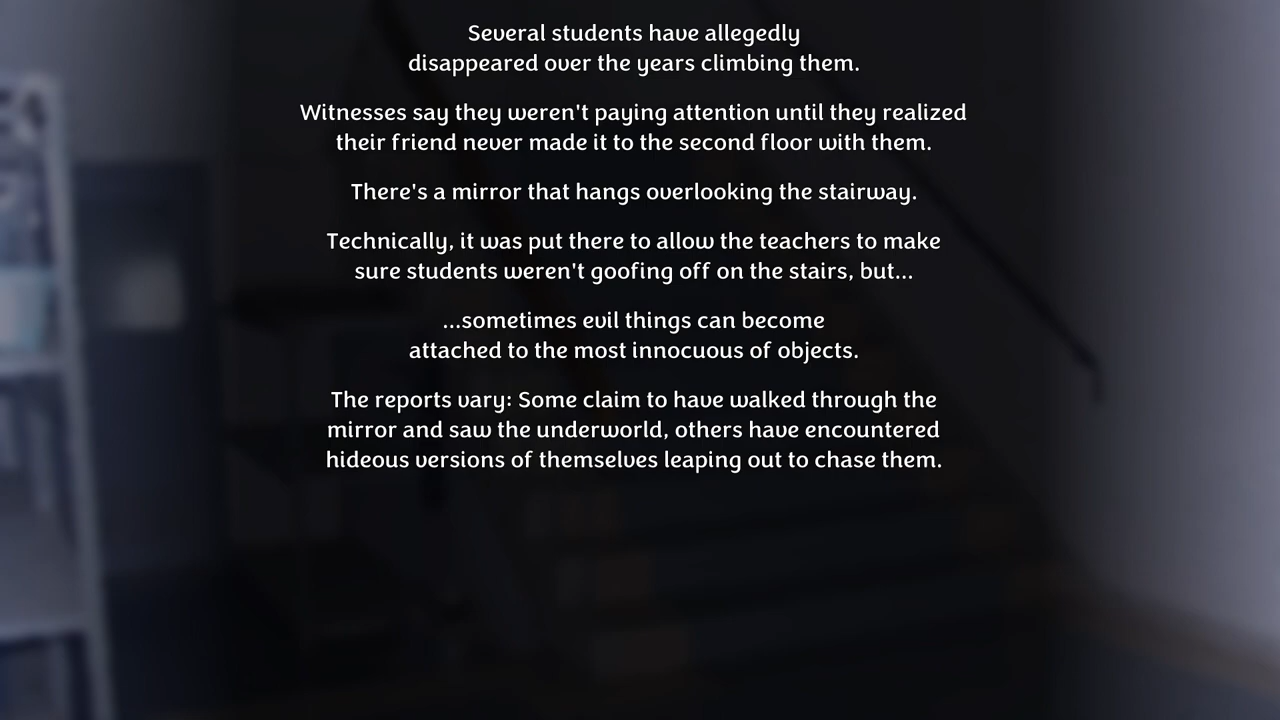 Several students have allegedly
disappeared over the years climbing them.
Witnesses say they weren't paying attention until they realized
their friend never made it to the second floor with them.
There's a mirror that hangs overlooking the stairway.
Technically, it was put there to allow the teachers to make
sure students weren't goofing off on the stairs, but...
...sometimes evil things can become
attached to the most innocuous of objects.
The reports vary: Some claim to have walked through the
mirror and saw the underworld, others have encountered
hideous versions of themselves leaping out to chase them.